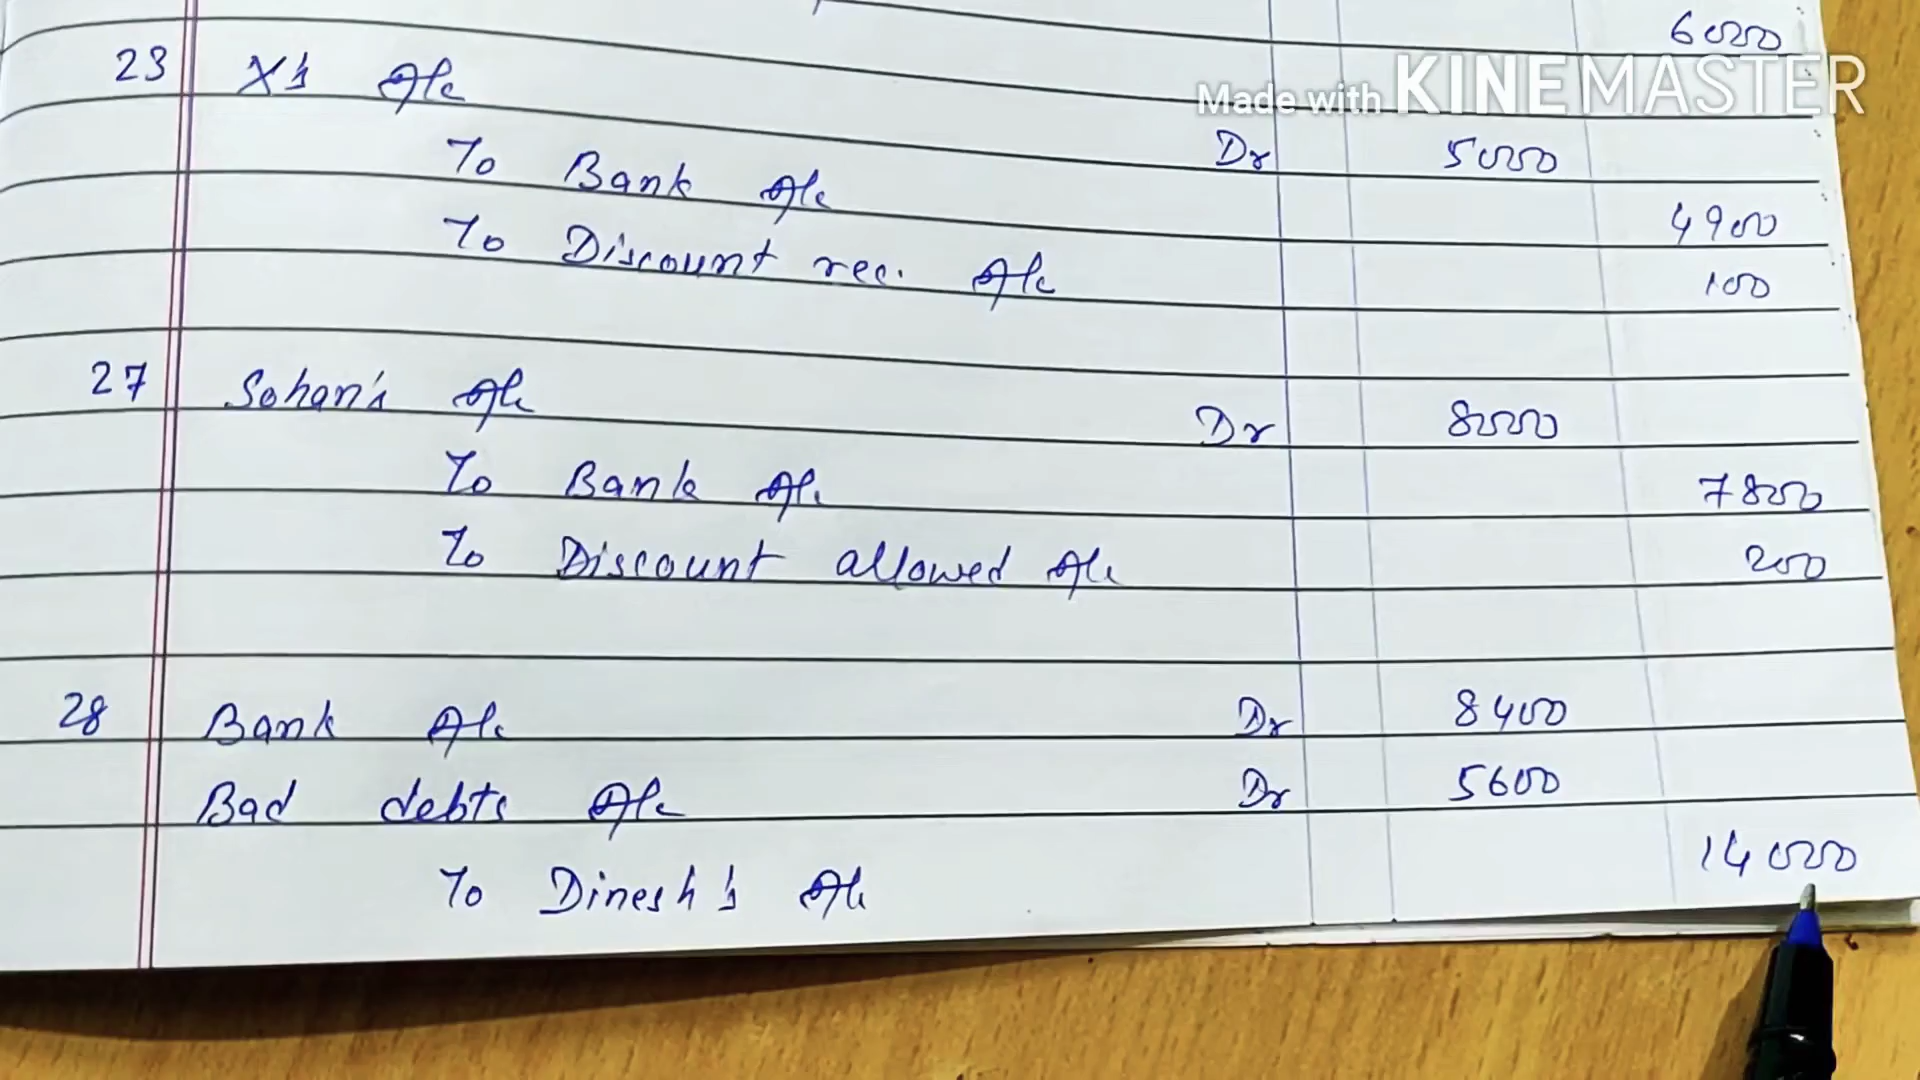 6000
Made with KINEMASTER
23 X's A/c
To Bank A/c Dr 5000
4900
To Discount rec. A/c 100
27 Sohan's A/c Dr 8000
To Bank A/c 7800
To Discount allowed A/c 200
28 Bank A/c Dr 8400
Bad debts A/c Dr 5600
To Dinesh's A/c 14000